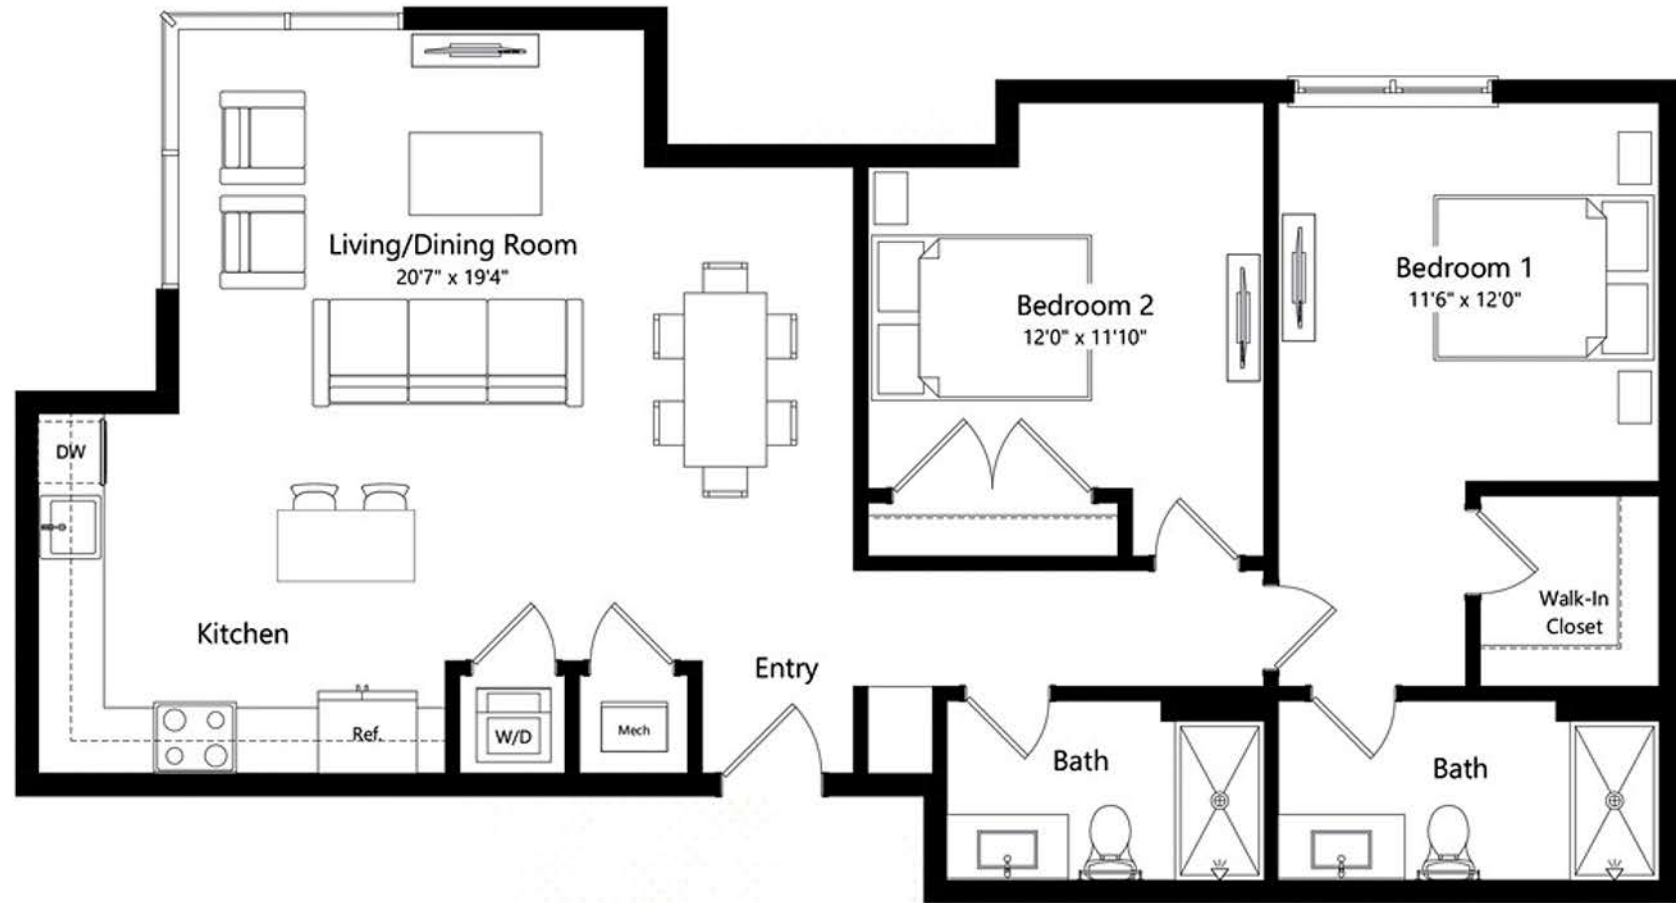 Living/Dining Room
20'7" x 19'4"
Bedroom 2
12'0" x 11'10"
Bedroom 1
11'6" x 12'0"
DW
Kitchen
Entry
Walk-In
Closet
Ref.
W/D
Mech
Bath
Bath